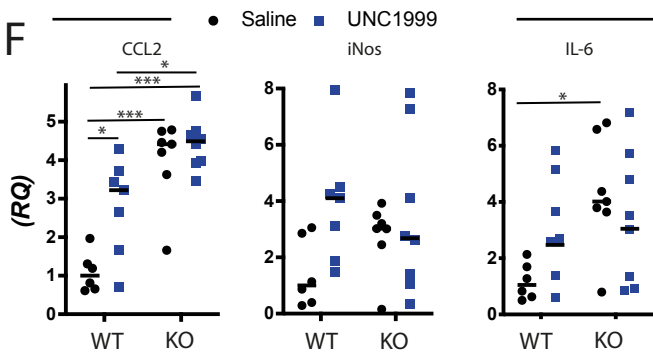 F
Saline UNC1999
CCL2 iNos IL-6
(RQ)
* *** *** *
*
5 4 3 2 1 0
8 6 4 2 0
8 6 4 2 0
WT KO WT KO WT KO